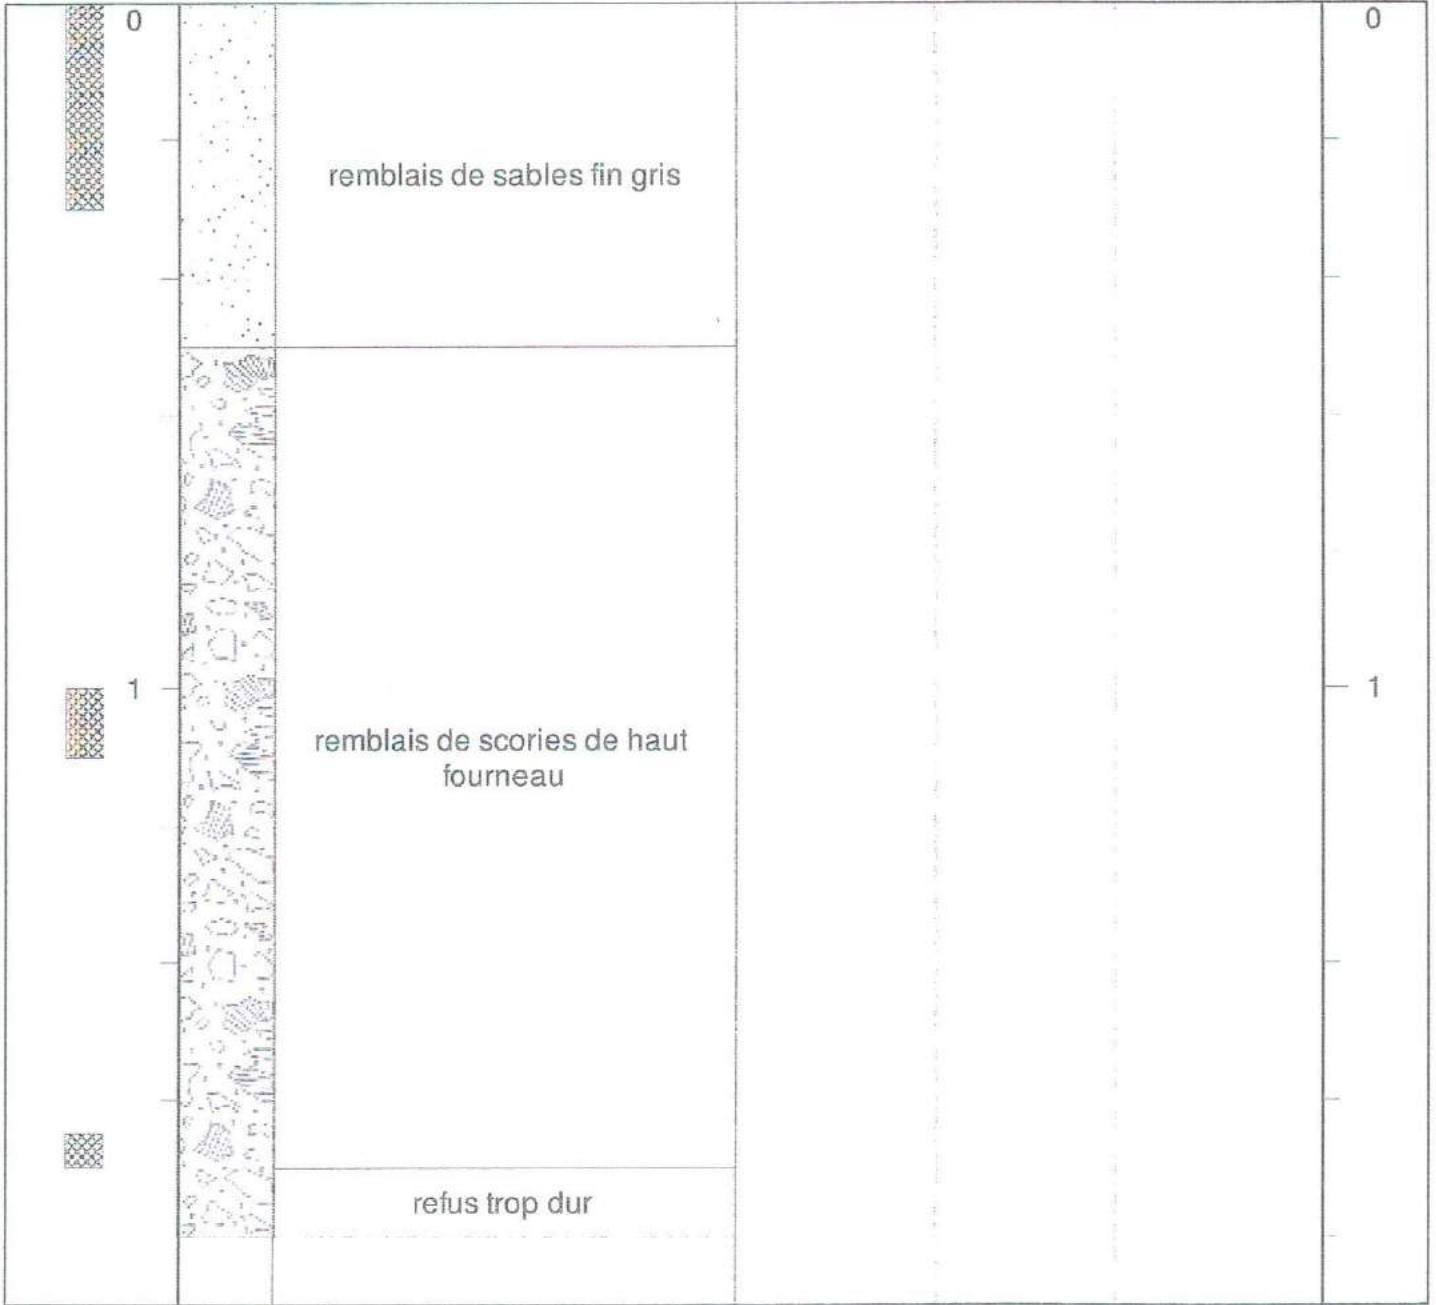 0
0
remblais de sables fin gris
1
1
remblais de scories de haut
fourneau
refus trop dur